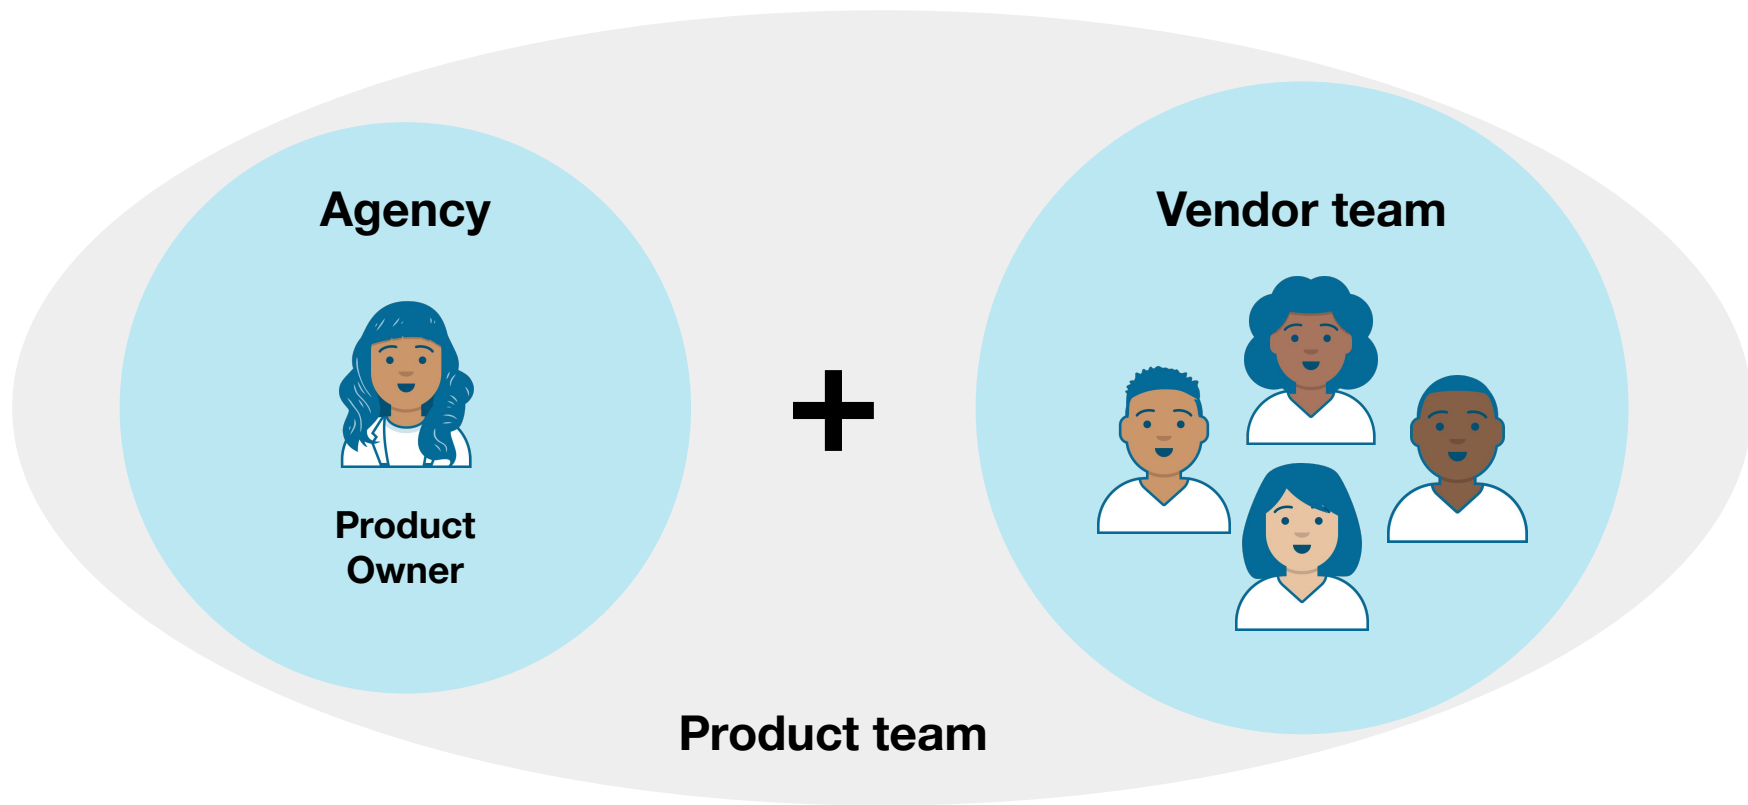 Agency
Product
Owner
+
Vendor team
Product team